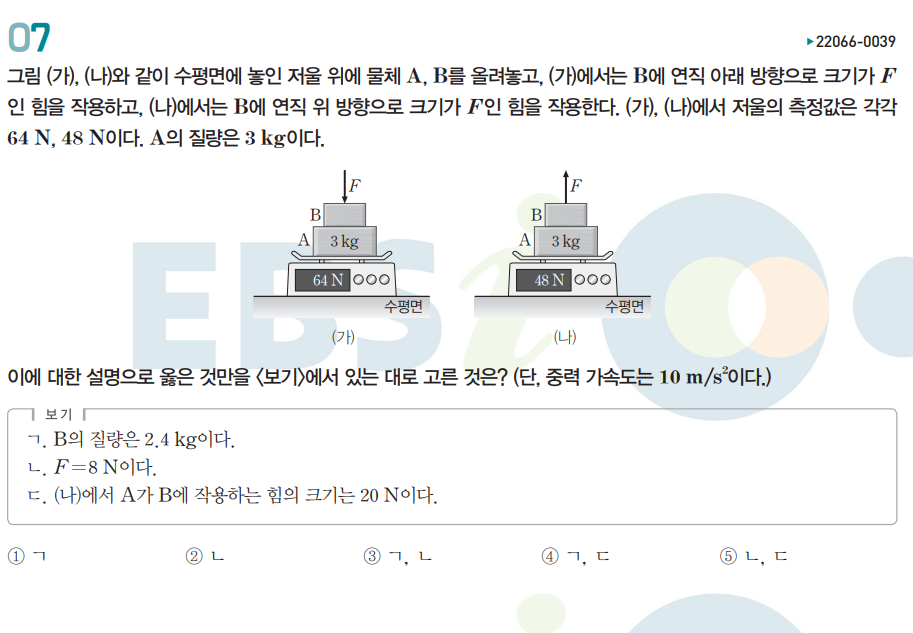 07
▶22066-0039
그림 (가), (나)와 같이 수평면에 놓인 저울 위에 물체 A, B를 올려놓고, (가)에서는 B에 연직 아래 방향으로 크기가 F
인 힘을 작용하고, (나)에서는 B에 연직 위 방향으로 크기가 F인 힘을 작용한다. (가), (나)에서 저울의 측정값은 각각
64 N, 48 N이다. A의 질량은 3 kg이다.
F
B
A 3 kg
64 N
수평면
(가)
F
B
A 3 kg
48 N
수평면
(나)
EBSi
이에 대한 설명으로 옳은 것만을 <보기>에서 있는 대로 고른 것은? (단, 중력 가속도는 10 m/s²이다.)
보기
ㄱ. B의 질량은 2.4 kg이다.
ㄴ. F=8 N이다.
ㄷ. (나)에서 A가 B에 작용하는 힘의 크기는 20 N이다.
① ㄱ ② ㄴ ③ ㄱ, ㄴ ④ ㄱ, ㄷ ⑤ ㄴ, ㄷ